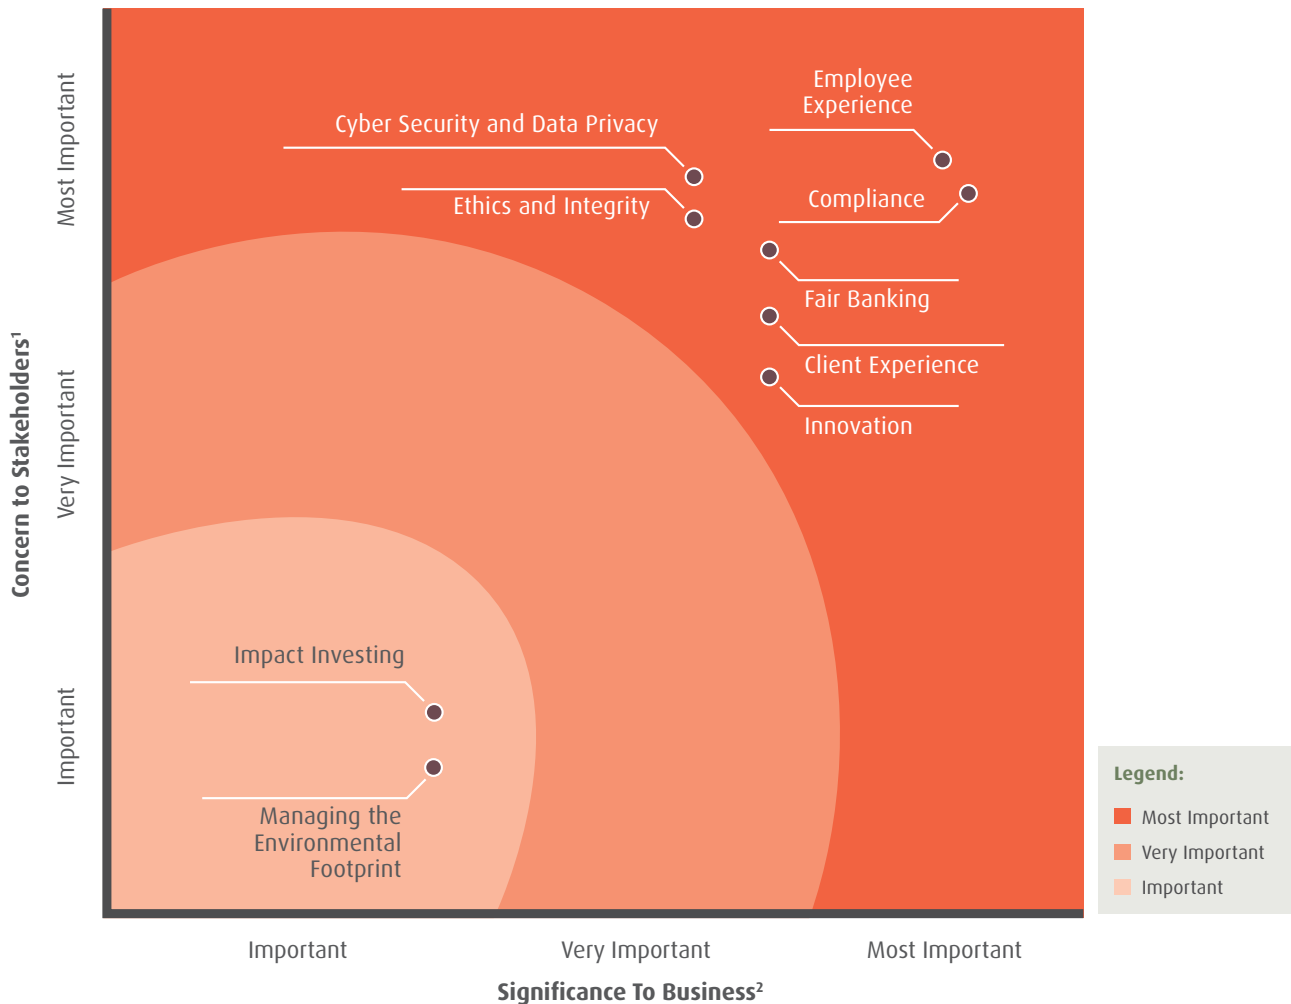 Employee
Experience
Cyber Security and Data Privacy
Compliance
Ethics and Integrity
Fair Banking
Client Experience
Innovation
Impact Investing
Managing the
Environmental
Footprint
Concern to Stakeholders¹
Most Important
Very Important
Important
Important
Very Important
Most Important
Significance To Business²
Legend:
Most Important
Very Important
Important